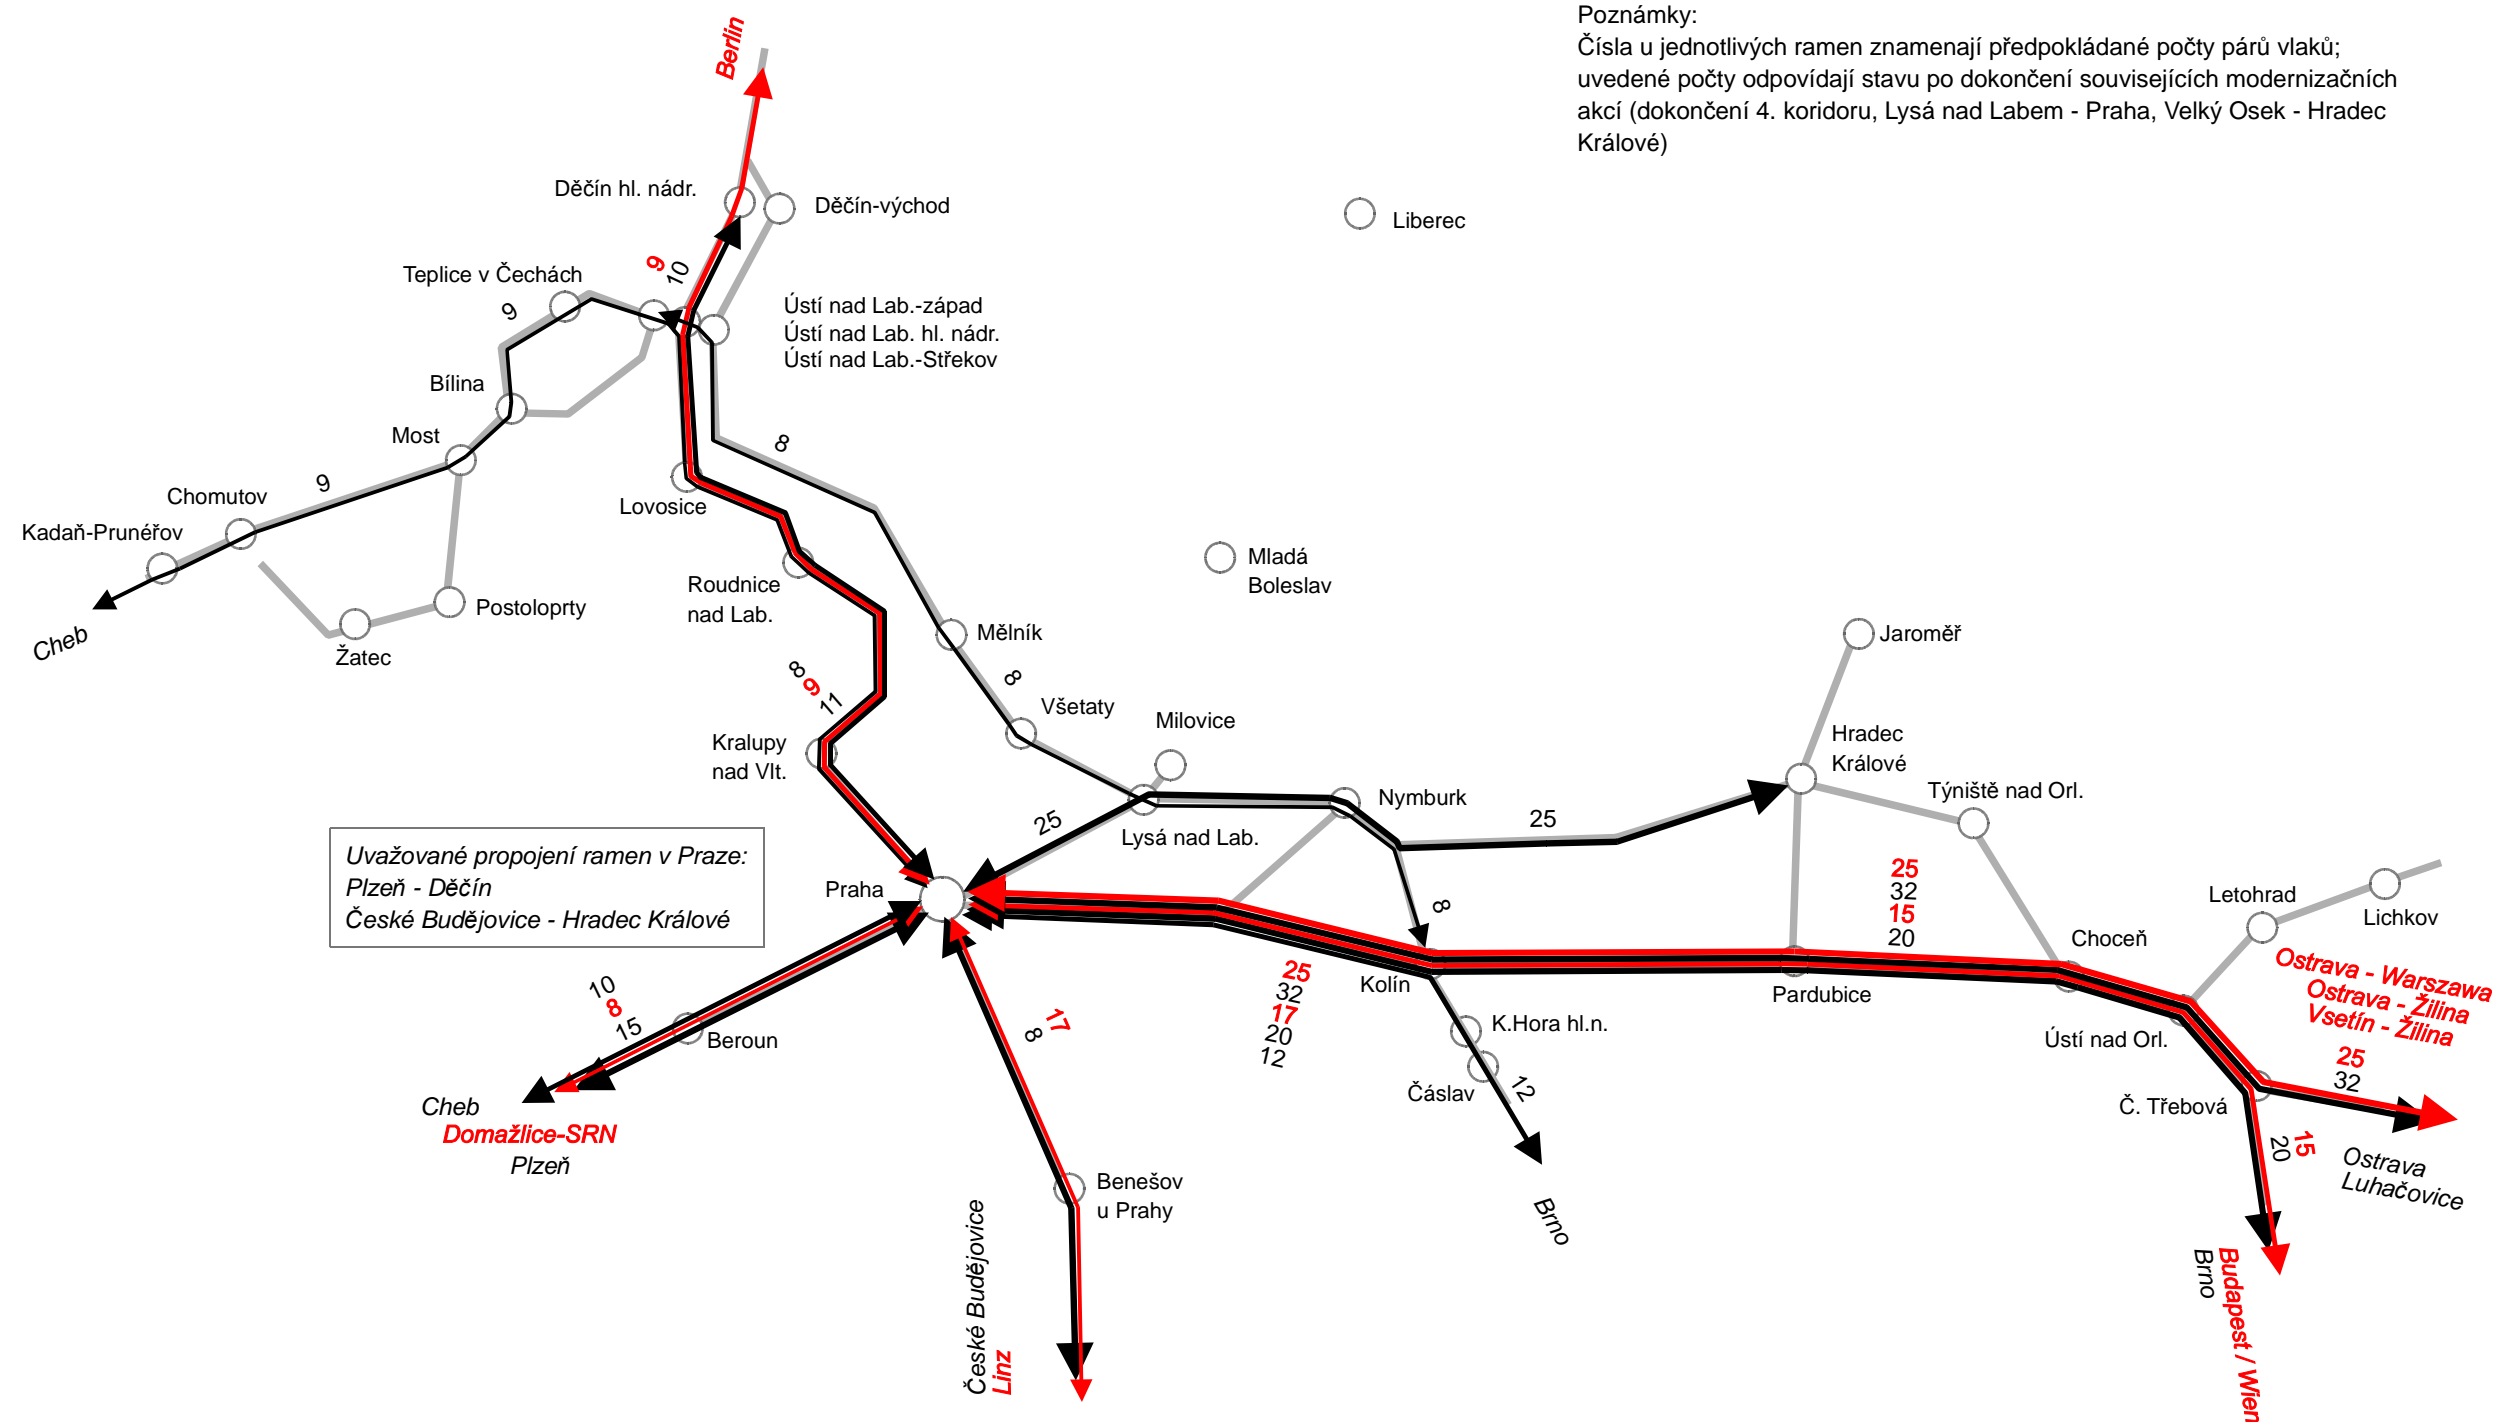 Poznámky:
Čísla u jednotlivých ramen znamenají předpokládané počty párů vlaků;
uvedené počty odpovídají stavu po dokončení souvisejících modernizačních
akcí (dokončení 4. koridoru, Lysá nad Labem - Praha, Velký Osek - Hradec
Králové)
Berlin
Děčín hl. nádr.
Děčín-východ
Liberec
9
10
Teplice v Čechách
9
Ústí nad Lab.-západ
Ústí nad Lab. hl. nádr.
Ústí nad Lab.-Střekov
Bílina
Most
8
9
Chomutov
Lovosice
Kadaň-Prunéřov
Cheb
Žatec
Postoloprty
Roudnice
nad Lab.
Mladá
Boleslav
Mělník
8
Jaroměř
8
9
11
Všetaty
Milovice
Kralupy
nad Vlt.
Hradec
Králové
Týniště nad Orl.
Nymburk
25
Lysá nad Lab.
25
Uvažované propojení ramen v Praze:
Plzeň - Děčín
České Budějovice - Hradec Králové
Praha
8
25
32
15
20
Letohrad
Lichkov
Choceň
Ostrava - Warszawa
Ostrava - Žilina
Vsetín - Žilina
25
32
17
20
12
Kolín
Pardubice
10
8
15
Beroun
17
8
K.Hora hl.n.
Čáslav
12
Ústí nad Orl.
25
32
Č. Třebová
Cheb
Domažlice-SRN
Plzeň
15
20
Ostrava
Luhačovice
Benešov
u Prahy
Brno
České Budějovice
Linz
Budapest / Wien
Brno